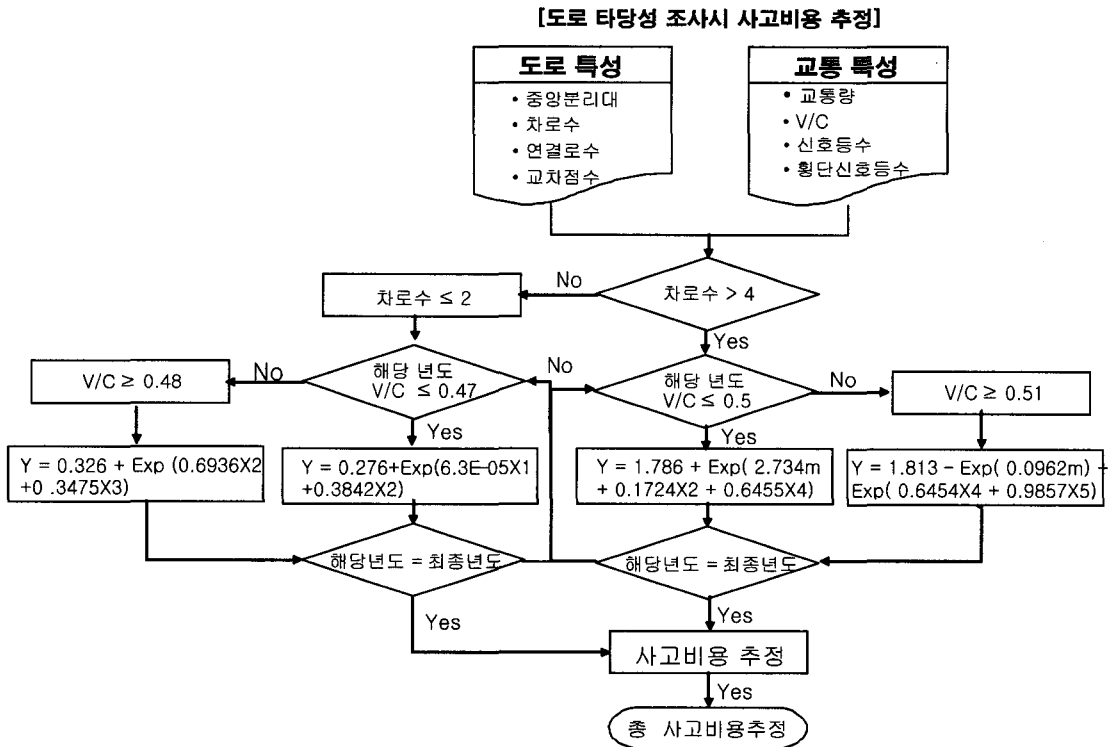 [도로 타당성 조사시 사고비용 추정]
도로 특성
• 중앙분리대
• 차로수
• 연결로수
• 교차점수
교통 특성
• 교통량
• V/C
• 신호등수
• 횡단신호등수
차로수 > 4
No
차로수 ≤ 2
Yes
해당 년도
V/C ≤ 0.47
No
V/C ≥ 0.48
No
해당 년도
V/C ≤ 0.5
No
V/C ≥ 0.51
Yes
Yes
Y = 0.326 + Exp (0.6936X2
+0 .3475X3)
Y = 0.276+Exp(6.3E-05X1
+0.3842X2)
Y = 1.786 + Exp( 2.734m
+ 0.1724X2 + 0.6455X4)
Y = 1.813 - Exp( 0.0962m) +
Exp( 0.6454X4 + 0.9857X5)
해당년도 = 최종년도
해당년도 = 최종년도
Yes
Yes
사고비용 추정
Yes
총 사고비용추정